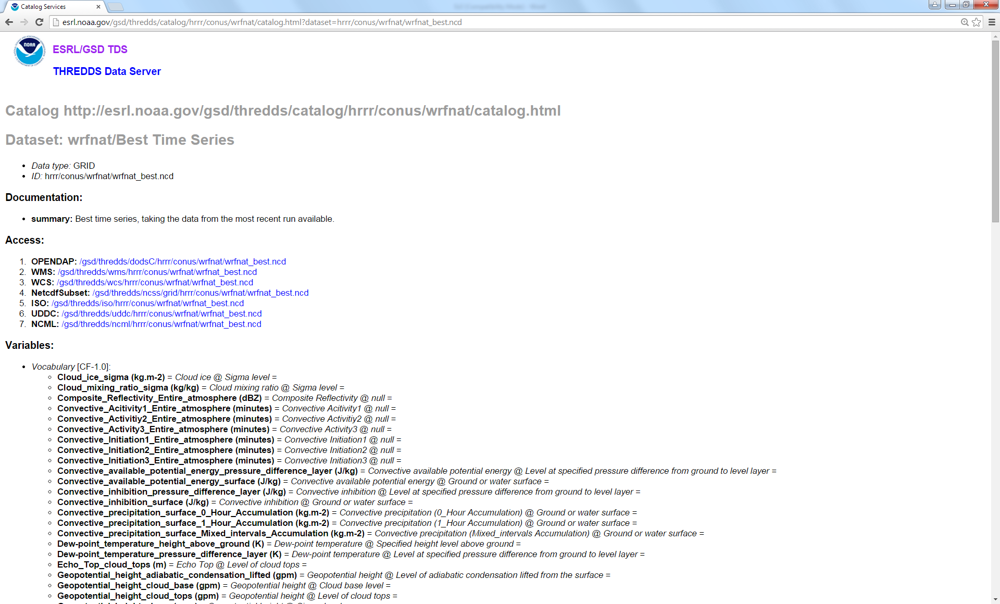 Catalog Services
esrl.noaa.gov/gsd/thredds/catalog/hrrr/conus/wrfnat/catalog.html?dataset=hrrr/conus/wrfnat/wrfnat_best.ncd
NOAA
ESRL/GSD TDS
THREDDS Data Server
Catalog http://esrl.noaa.gov/gsd/thredds/catalog/hrrr/conus/wrfnat/catalog.html
Dataset: wrfnat/Best Time Series
• Data type: GRID
• ID: hrrr/conus/wrfnat/wrfnat_best.ncd
Documentation:
• summary: Best time series, taking the data from the most recent run available.
Access:
1. OPENDAP: /gsd/thredds/dodsC/hrrr/conus/wrfnat/wrfnat_best.ncd
2. WMS: /gsd/thredds/wms/hrrr/conus/wrfnat/wrfnat_best.ncd
3. WCS: /gsd/thredds/wcs/hrrr/conus/wrfnat/wrfnat_best.ncd
4. NetcdfSubset: /gsd/thredds/ncss/grid/hrrr/conus/wrfnat/wrfnat_best.ncd
5. ISO: /gsd/thredds/iso/hrrr/conus/wrfnat/wrfnat_best.ncd
6. UDDC: /gsd/thredds/uddc/hrrr/conus/wrfnat/wrfnat_best.ncd
7. NCML: /gsd/thredds/ncml/hrrr/conus/wrfnat/wrfnat_best.ncd
Variables:
• Vocabulary [CF-1.0]:
◦ Cloud_ice_sigma (kg.m-2) = Cloud ice @ Sigma level =
◦ Cloud_mixing_ratio_sigma (kg/kg) = Cloud mixing ratio @ Sigma level =
◦ Composite_Reflectivity_Entire_atmosphere (dBZ) = Composite Reflectivity @ null =
◦ Convective_Acitivity1_Entire_atmosphere (minutes) = Convective Acitivity1 @ null =
◦ Convective_Activitiy2_Entire_atmosphere (minutes) = Convective Activitiy2 @ null =
◦ Convective_Activity3_Entire_atmosphere (minutes) = Convective Activity3 @ null =
◦ Convective_Initiation1_Entire_atmosphere (minutes) = Convective Initiation1 @ null =
◦ Convective_Initiation2_Entire_atmosphere (minutes) = Convective Initiation2 @ null =
◦ Convective_Initiation3_Entire_atmosphere (minutes) = Convective Initiation3 @ null =
◦ Convective_available_potential_energy_pressure_difference_layer (J/kg) = Convective available potential energy @ Level at specified pressure difference from ground to level layer =
◦ Convective_available_potential_energy_surface (J/kg) = Convective available potential energy @ Ground or water surface =
◦ Convective_inhibition_pressure_difference_layer (J/kg) = Convective inhibition @ Level at specified pressure difference from ground to level layer =
◦ Convective_inhibition_surface (J/kg) = Convective inhibition @ Ground or water surface =
◦ Convective_precipitation_surface_0_Hour_Accumulation (kg.m-2) = Convective precipitation (0_Hour Accumulation) @ Ground or water surface =
◦ Convective_precipitation_surface_1_Hour_Accumulation (kg.m-2) = Convective precipitation (1_Hour Accumulation) @ Ground or water surface =
◦ Convective_precipitation_surface_Mixed_intervals_Accumulation (kg.m-2) = Convective precipitation (Mixed_intervals Accumulation) @ Ground or water surface =
◦ Dew-point_temperature_height_above_ground (K) = Dew-point temperature @ Specified height level above ground =
◦ Dew-point_temperature_pressure_difference_layer (K) = Dew-point temperature @ Level at specified pressure difference from ground to level layer =
◦ Echo_Top_cloud_tops (m) = Echo Top @ Level of cloud tops =
◦ Geopotential_height_adiabatic_condensation_lifted (gpm) = Geopotential height @ Level of adiabatic condensation lifted from the surface =
◦ Geopotential_height_cloud_base (gpm) = Geopotential height @ Cloud base level =
◦ Geopotential_height_cloud_tops (gpm) = Geopotential height @ Level of cloud tops =